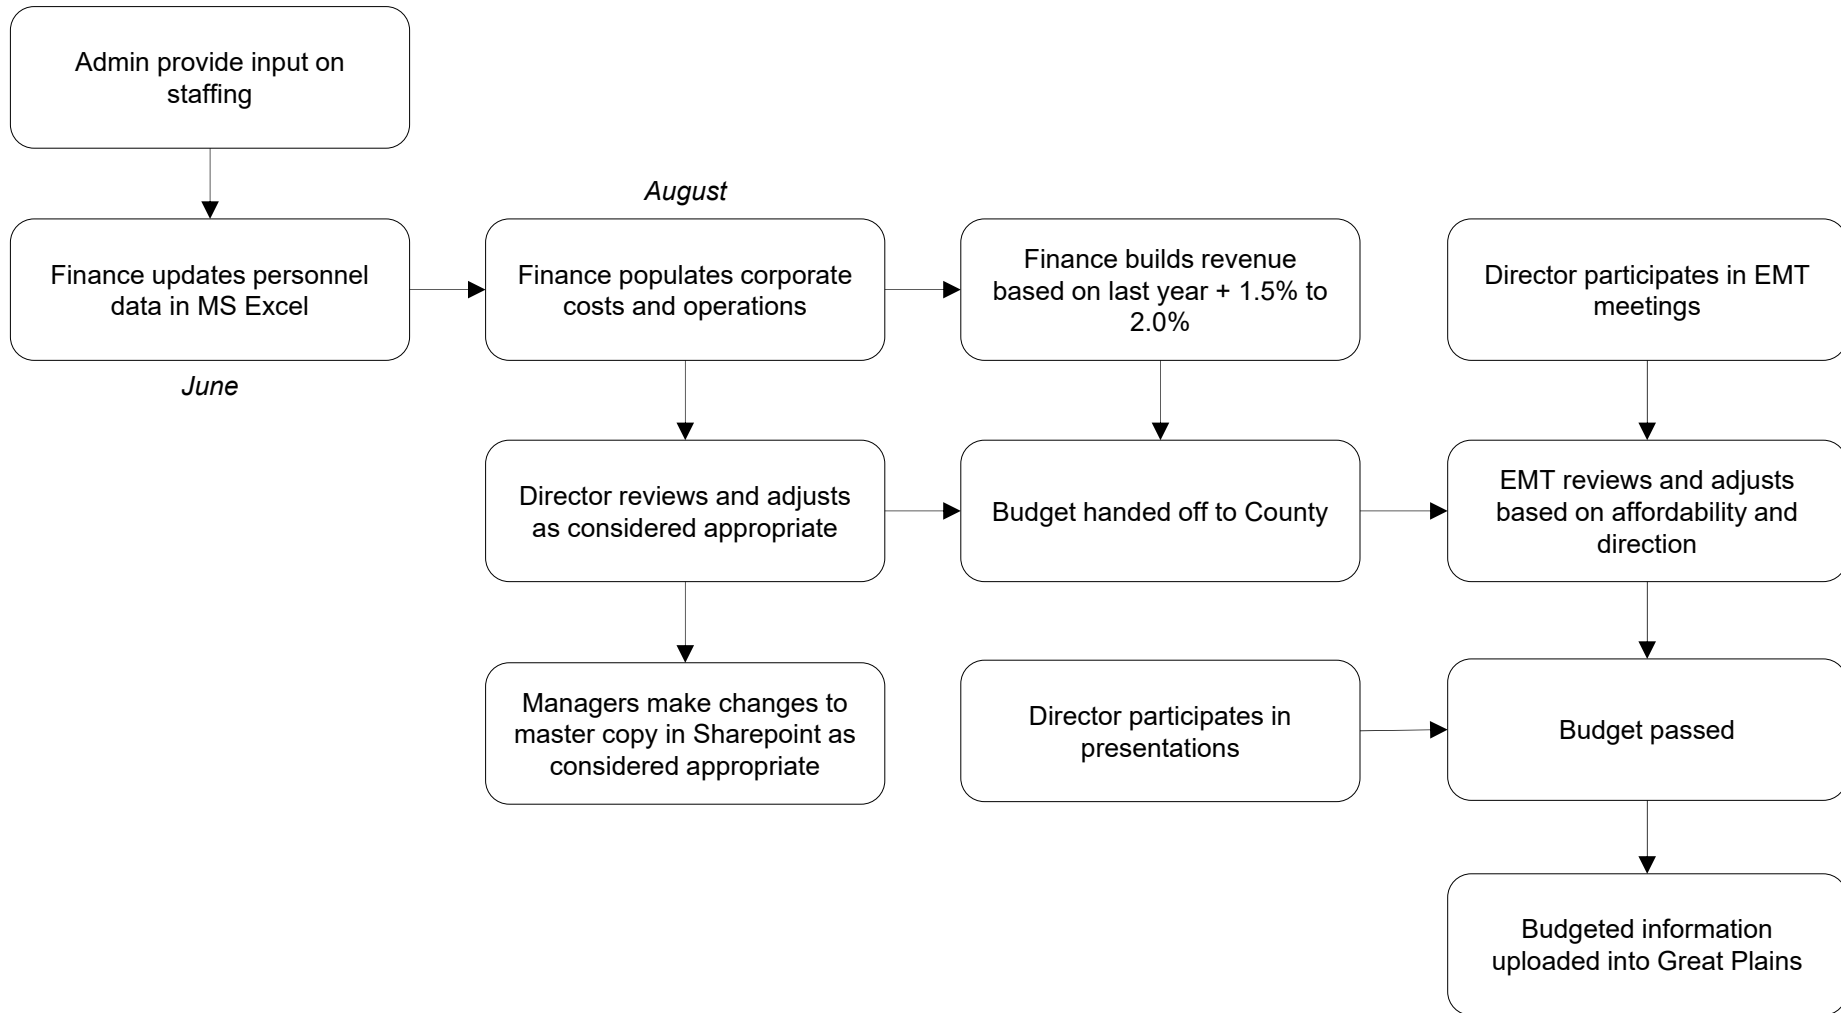 Admin provide input on
staffing
August
Finance updates personnel
data in MS Excel
Finance populates corporate
costs and operations
Finance builds revenue
based on last year + 1.5% to
2.0%
Director participates in EMT
meetings
June
Director reviews and adjusts
as considered appropriate
Budget handed off to County
EMT reviews and adjusts
based on affordability and
direction
Managers make changes to
master copy in Sharepoint as
considered appropriate
Director participates in
presentations
Budget passed
Budgeted information
uploaded into Great Plains